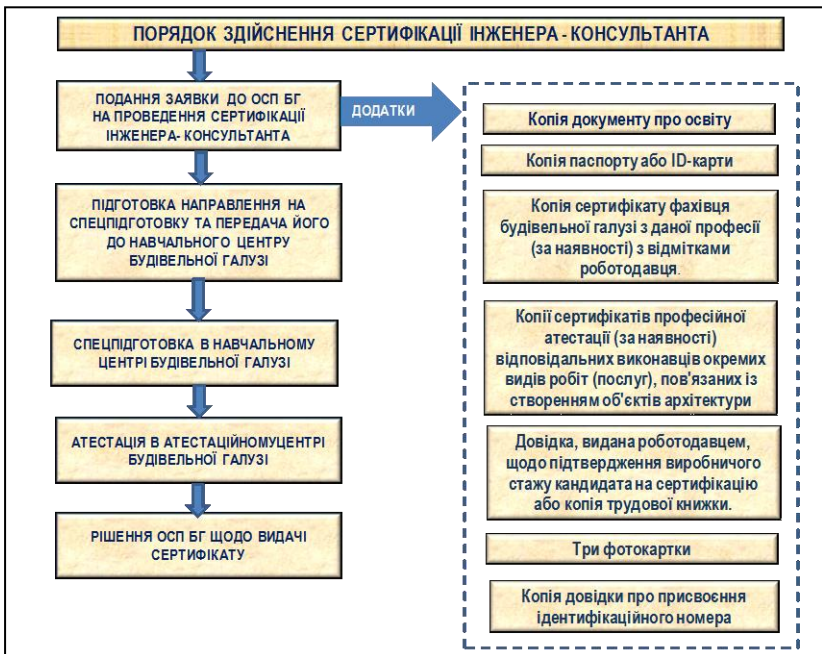 ПОРЯДОК ЗДІЙСНЕННЯ СЕРТИФІКАЦІЇ ІНЖЕНЕРА - КОНСУЛЬТАНТА
ПОДАННЯ ЗАЯВКИ ДО ОСП БГ
НА ПРОВЕДЕННЯ СЕРТИФІКАЦІЇ
ІНЖЕНЕРА- КОНСУЛЬТАНТА
ДОДАТКИ
ПІДГОТОВКА НАПРАВЛЕННЯ НА
СПЕЦПІДГОТОВКУ ТА ПЕРЕДАЧА ЙОГО
ДО НАВЧАЛЬНОГО ЦЕНТРУ
БУДІВЕЛЬНОЇ ГАЛУЗІ
СПЕЦПІДГОТОВКА В НАВЧАЛЬНОМУ
ЦЕНТРІ БУДІВЕЛЬНОЇ ГАЛУЗІ
АТЕСТАЦІЯ В АТЕСТАЦІЙНОМУЦЕНТРІ
БУДІВЕЛЬНОЇ ГАЛУЗІ
РІШЕННЯ ОСП БГ ЩОДО ВИДАЧІ
СЕРТИФІКАТУ
Копія документу про освіту
Копія паспорту або ID-карти
Копія сертифікату фахівця
будівельної галузі з даної професії
(за наявності) з відмітками
роботодавця.
Копії сертифікатів професійної
атестації (за наявності)
відповідальних виконавців окремих
видів робіт (послуг), пов'язаних із
створенням об'єктів архітектури
Довідка, видана роботодавцем,
щодо підтвердження виробничого
стажу кандидата на сертифікацію
або копія трудової книжки.
Три фотокартки
Копія довідки про присвоєння
ідентифікаційного номера